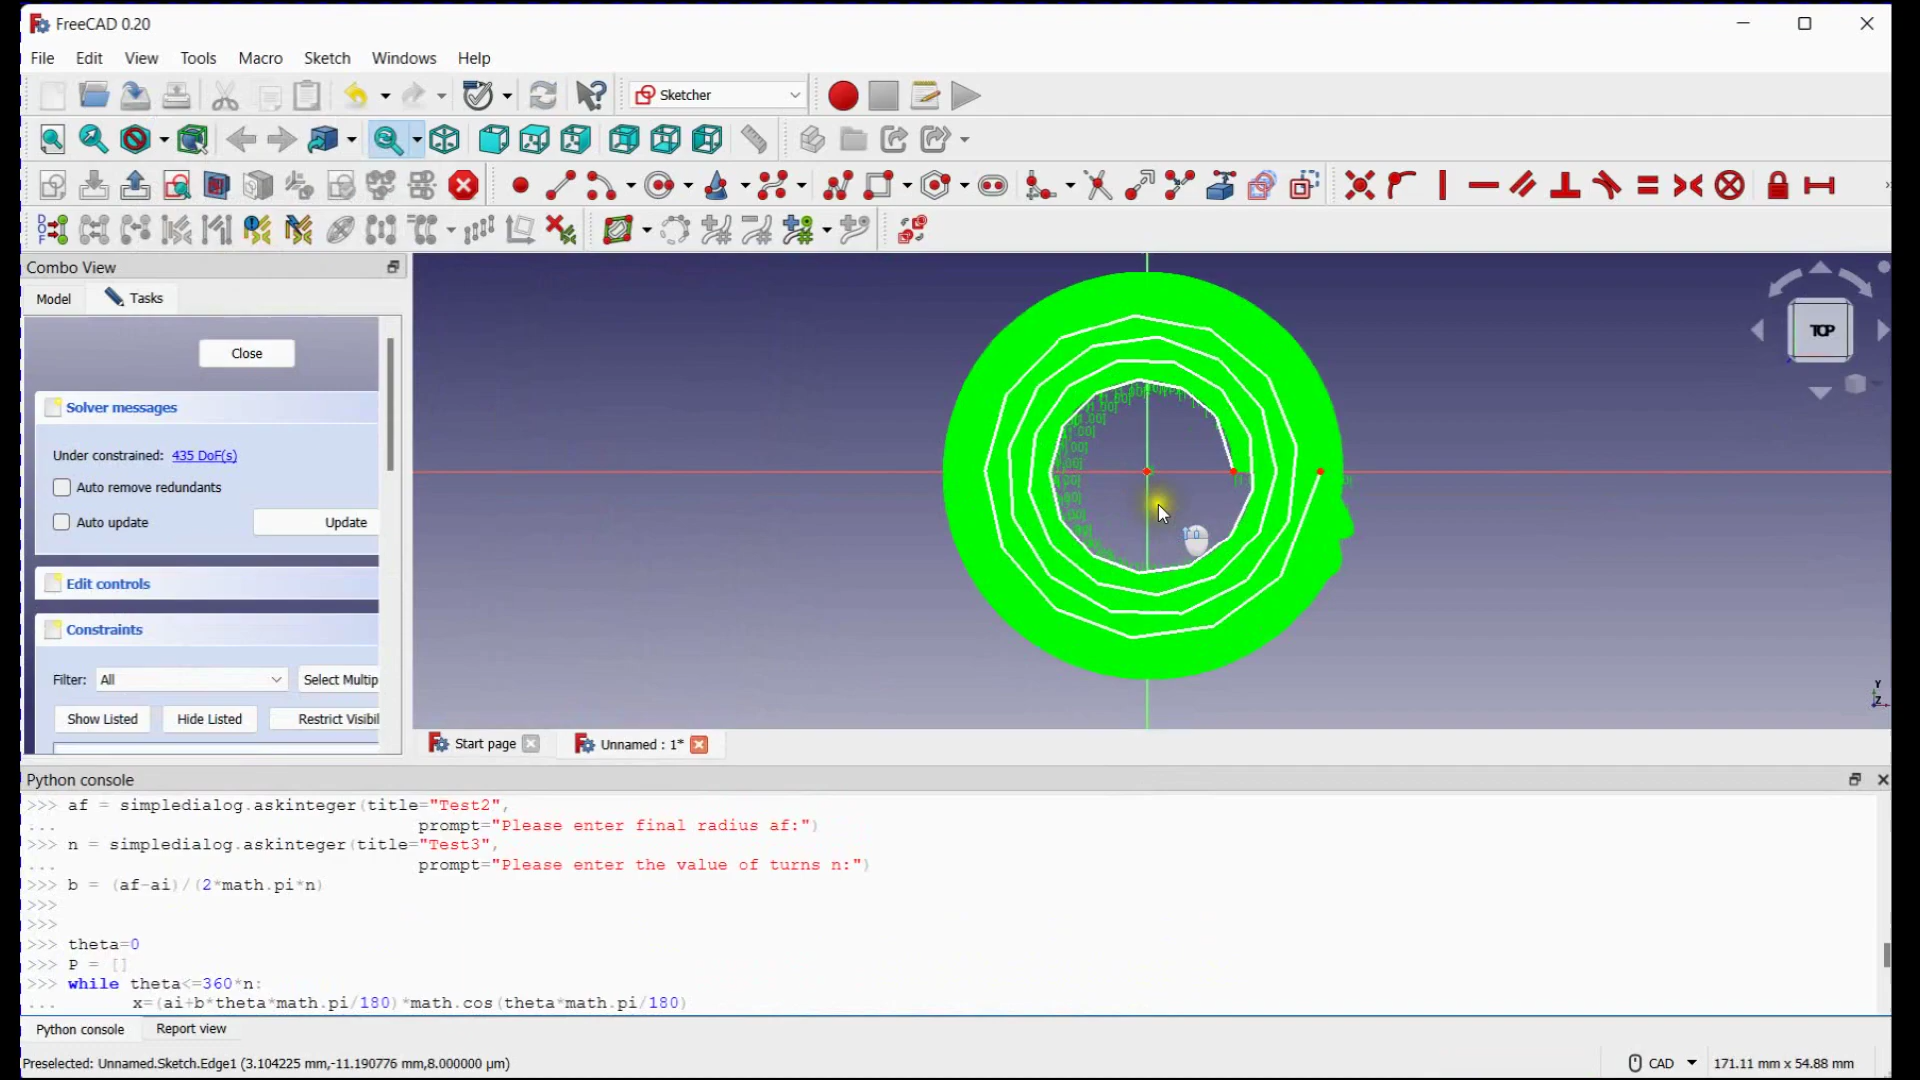 FreeCAD 0.20
File Edit View Tools Macro Sketch Windows Help
Sketcher
Combo View
Model Tasks
Close
Solver messages
Under constrained: 435 DoF(s)
Auto remove redundants
Auto update Update
Edit controls
Constraints
Filter: All Select Multip
Show Listed Hide Listed Restrict Visibil
TOP
Y
Z
Start page Unnamed : 1*
Python console
>>> af = simpledialog.askinteger(title="Test2",
... prompt="Please enter final radius af:")
>>> n = simpledialog.askinteger(title="Test3",
... prompt="Please enter the value of turns n:")
>>> b = (af-ai)/(2*math.pi*n)
>>>
>>>
>>> theta=0
>>> P = []
>>> while theta<=360*n:
... x=(ai+b*theta*math.pi/180)*math.cos(theta*math.pi/180)
Python console Report view
Preselected: Unnamed.Sketch.Edge1 (3.104225 mm,-11.190776 mm,8.000000 µm) CAD 171.11 mm x 54.88 mm